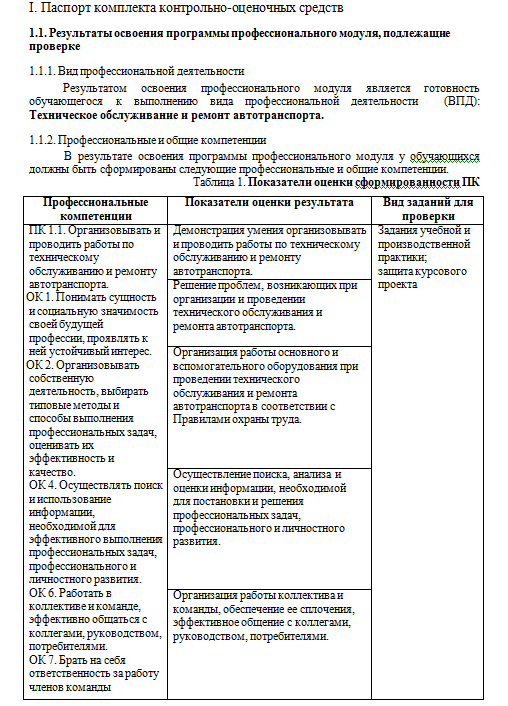 I. Паспорт комплекта контрольно-оценочных средств
1.1. Результаты освоения программы профессионального модуля, подлежащие
проверке
1.1.1. Вид профессиональной деятельности
Результатом освоения профессионального модуля является готовность
обучающегося к выполнению вида профессиональной деятельности (ВПД):
Техническое обслуживание и ремонт автотранспорта.
1.1.2. Профессиональные и общие компетенции
В результате освоения программы профессионального модуля у обучающихся
должны быть сформированы следующие профессиональные и общие компетенции.
Таблица 1. Показатели оценки сформированности ПК
Профессиональные
компетенции
Показатели оценки результата
Вид заданий для
проверки
ПК 1.1. Организовывать и
проводить работы по
техническому
обслуживанию и ремонту
автотранспорта.
ОК 1. Понимать сущность
и социальную значимость
своей будущей
профессии, проявлять к
ней устойчивый интерес.
ОК 2. Организовывать
собственную
деятельность, выбирать
типовые методы и
способы выполнения
профессиональных задач,
оценивать их
эффективность и
качество.
ОК 4. Осуществлять поиск
и использование
информации,
необходимой для
эффективного выполнения
профессиональных задач,
профессионального и
личностного развития.
ОК 6. Работать в
коллективе и команде,
эффективно общаться с
коллегами, руководством,
потребителями.
ОК 7. Брать на себя
ответственность за работу
членов команды
Демонстрация умения организовывать
и проводить работы по техническому
обслуживанию и ремонту
автотранспорта.
Решение проблем, возникающих при
организации и проведении
технического обслуживания и
ремонта автотранспорта.
Организация работы основного и
вспомогательного оборудования при
проведении технического
обслуживания и ремонта
автотранспорта в соответствии с
Правилами охраны труда.
Осуществление поиска, анализа и
оценки информации, необходимой
для постановки и решения
профессиональных задач,
профессионального и личностного
развития.
Организация работы коллектива и
команды, обеспечение ее сплочения,
эффективное общение с коллегами,
руководством, потребителями.
Задания учебной и
производственной
практики;
защита курсового
проекта